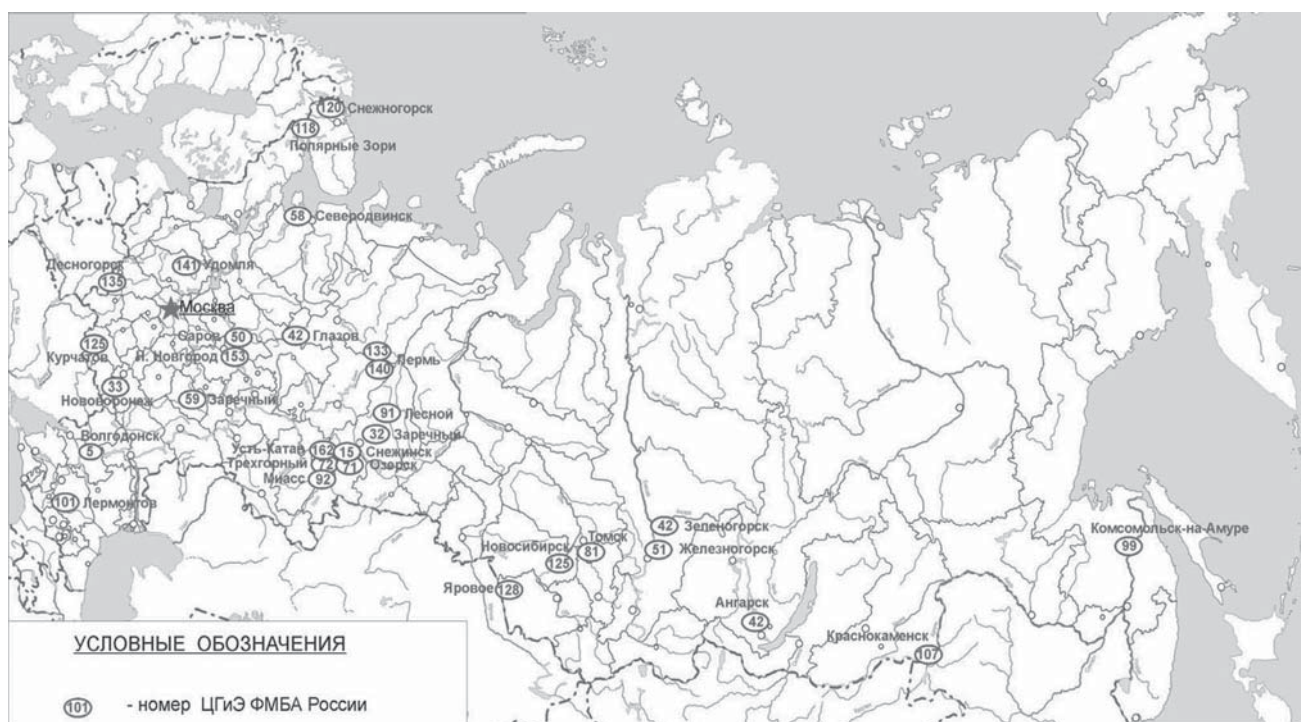 120 Снежногорск
118
Полярные Зори
58 Северодвинск
Десногорск
135
141 Удомля
Москва
125
Курчатов
Саров 50
Н. Новгород 153
42 Глазов
133
Пермь
140
33
Нововоронеж
59 Заречный
91 Лесной
32 Заречный
Волгодонск
5
Усть-Катав 162
15 Снежинск
Трехгорный 72
71 Озерск
Миасс 92
101 Лермонтов
42 Зеленогорск
51 Железногорск
Томск
81
Новосибирск
125
Яровое 128
Ангарск
42
Краснокаменск
107
Комсомольск-на-Амуре
99
УСЛОВНЫЕ ОБОЗНАЧЕНИЯ
101 - номер ЦГиЭ ФМБА России